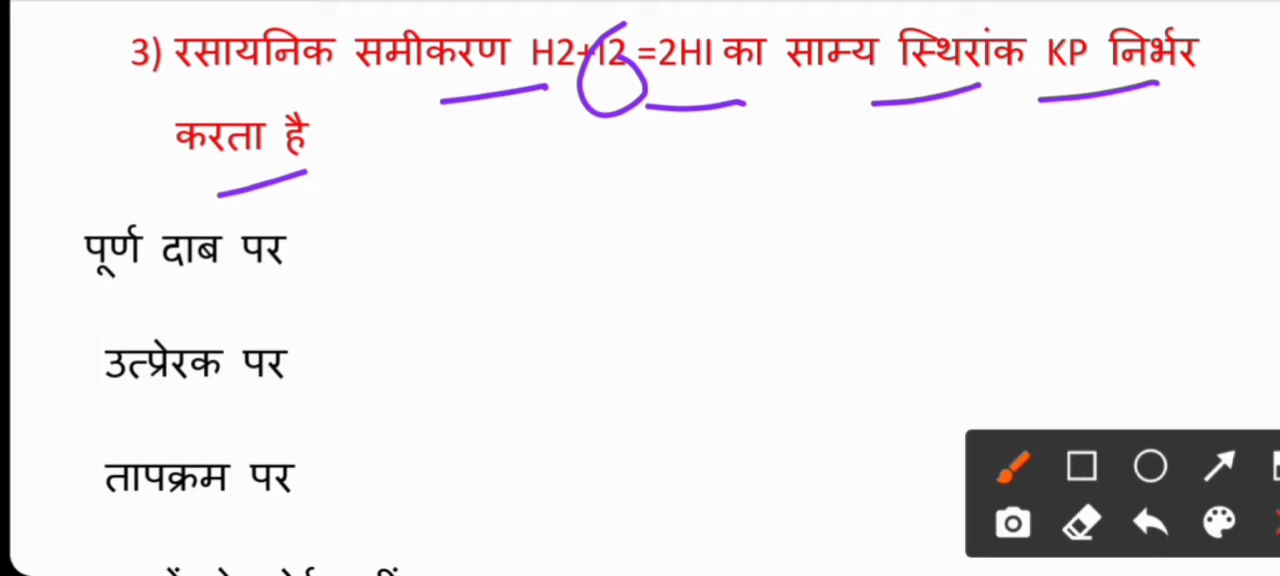 3) रसायनिक समीकरण H2+I2 =2HI का साम्य स्थिरांक KP निर्भर
करता है
पूर्ण दाब पर
उत्प्रेरक पर
तापक्रम पर